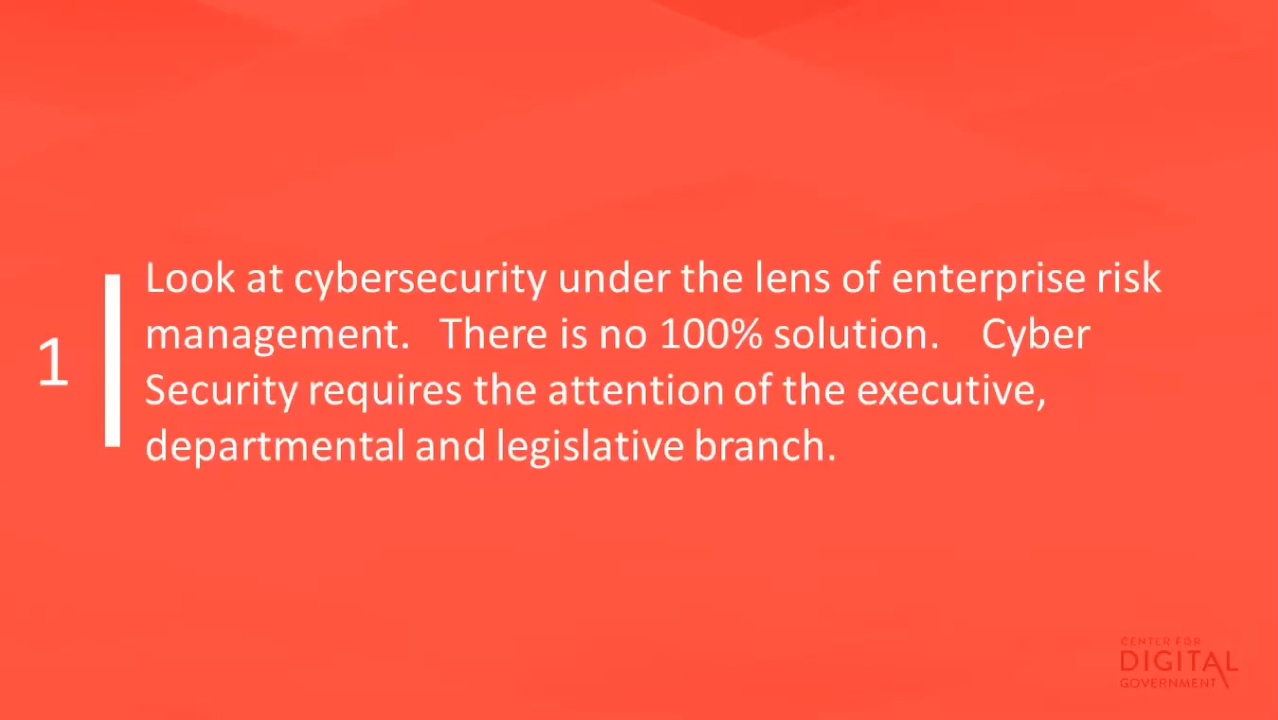 1
Look at cybersecurity under the lens of enterprise risk
management. There is no 100% solution. Cyber
Security requires the attention of the executive,
departmental and legislative branch.
CENTER FOR
DIGITAL
GOVERNMENT